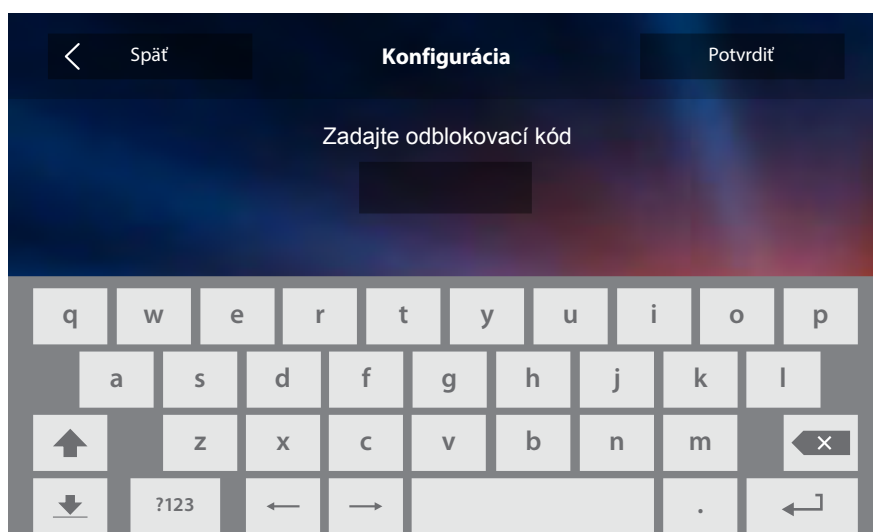 Späť Konfigurácia Potvrdiť
Zadajte odblokovací kód
q w e r t y u i o p
a s d f g h j k l
z x c v b n m
?123 .